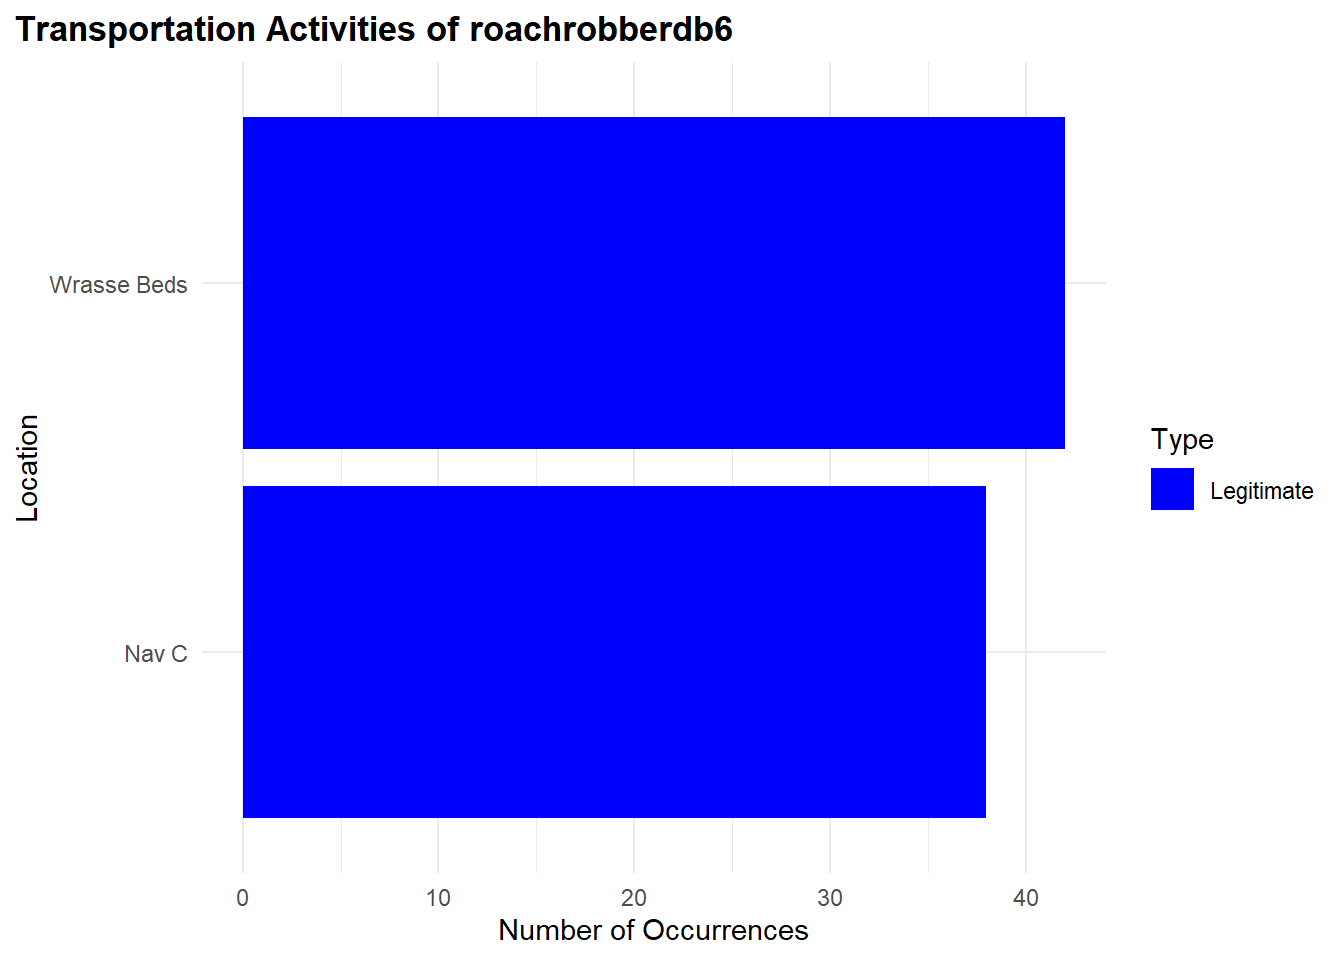 Transportation Activities of roachrobberdb6
Wrasse Beds
Nav C
Location
0 10 20 30 40
Number of Occurrences
Type
Legitimate